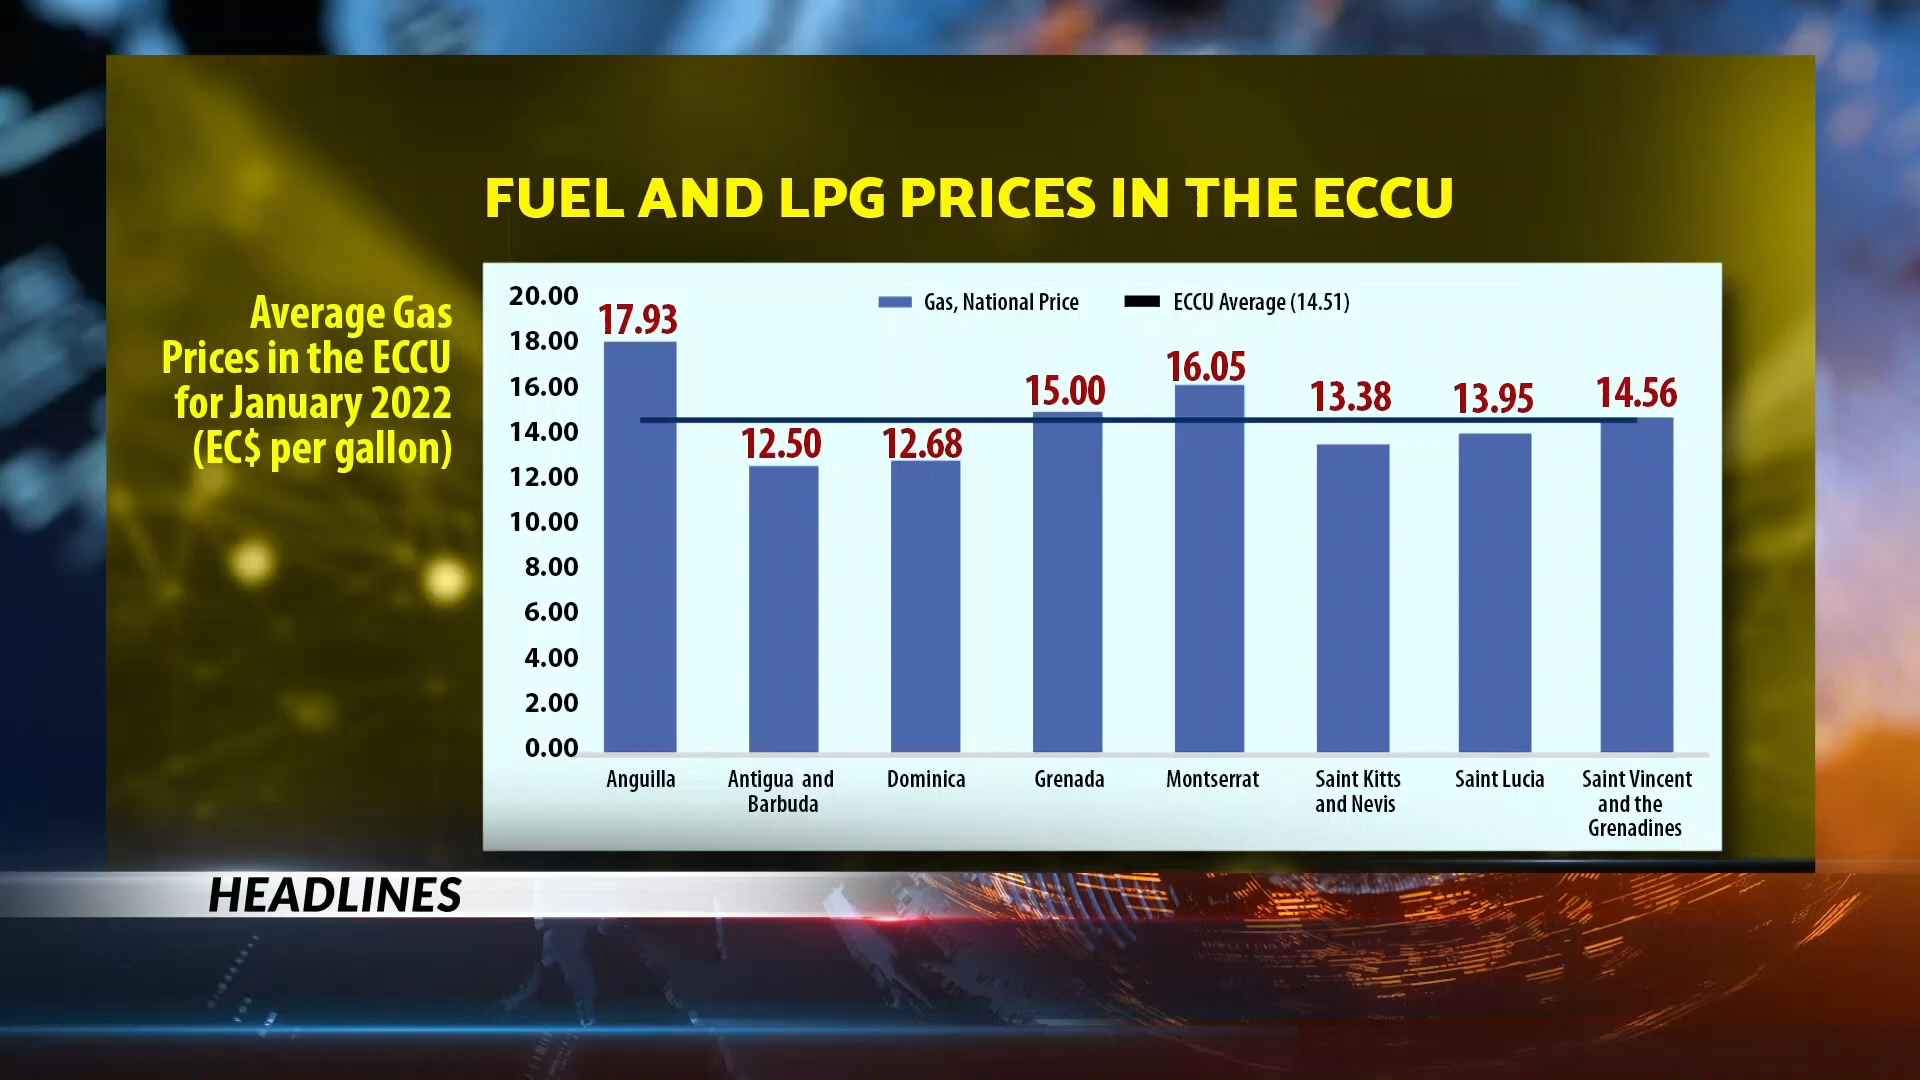 FUEL AND LPG PRICES IN THE ECCU
Average Gas
Prices in the ECCU
for January 2022
(EC$ per gallon)
Gas, National Price
ECCU Average (14.51)
20.00
18.00
16.00
14.00
12.00
10.00
8.00
6.00
4.00
2.00
0.00
17.93
12.50
12.68
15.00
16.05
13.38
13.95
14.56
Anguilla
Antigua and
Barbuda
Dominica
Grenada
Montserrat
Saint Kitts
and Nevis
Saint Lucia
Saint Vincent
and the
Grenadines
HEADLINES